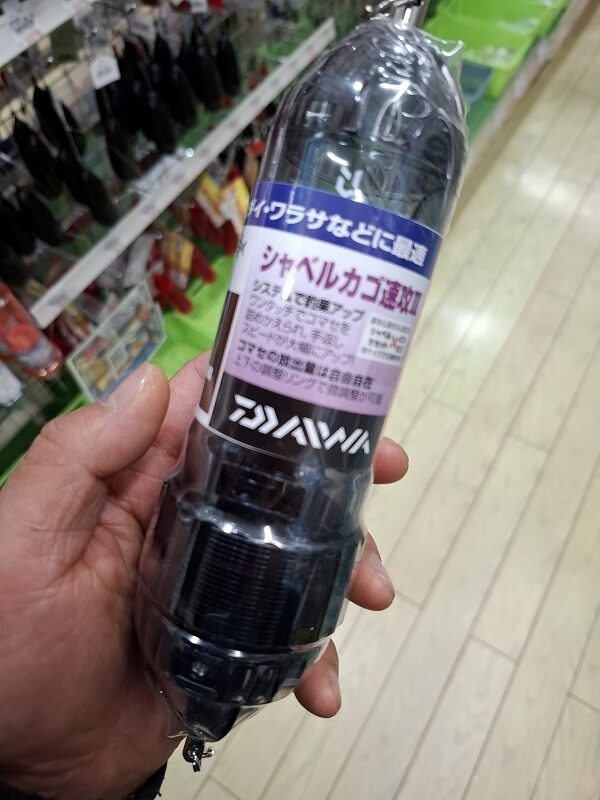 イ・ワラサなどに最適
シャベルカゴ速攻II
システムで釣果アップ
ワンタッチでコマセを
詰めかえられ、手返し
スピードが大幅にアップ!
コマセの放出量は自由自在
上下の調整リングで微調整が可能
DAIWA